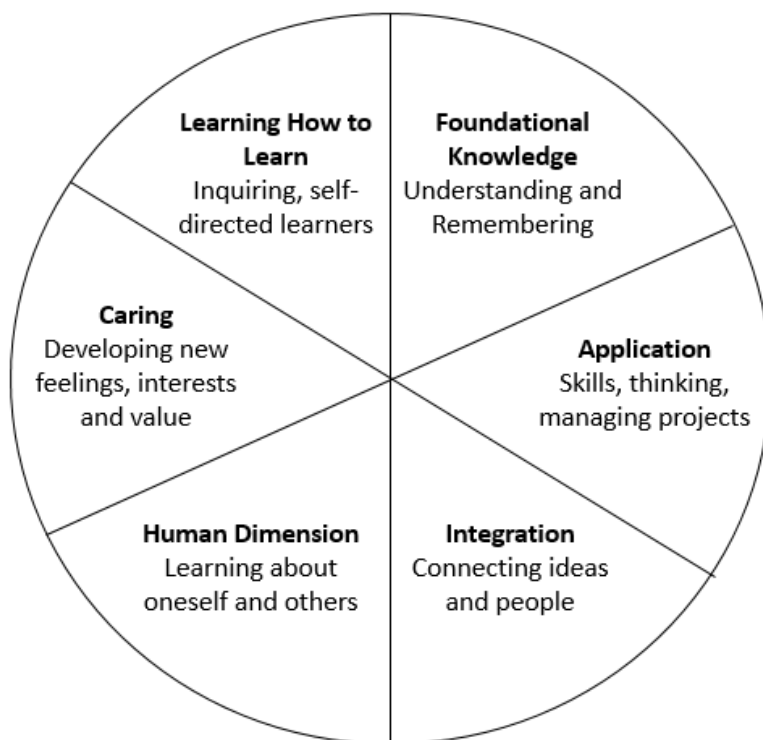 Learning How to
Learn
Inquiring, self-
directed learners
Foundational
Knowledge
Understanding and
Remembering
Caring
Developing new
feelings, interests
and value
Application
Skills, thinking,
managing projects
Human Dimension
Learning about
oneself and others
Integration
Connecting ideas
and people